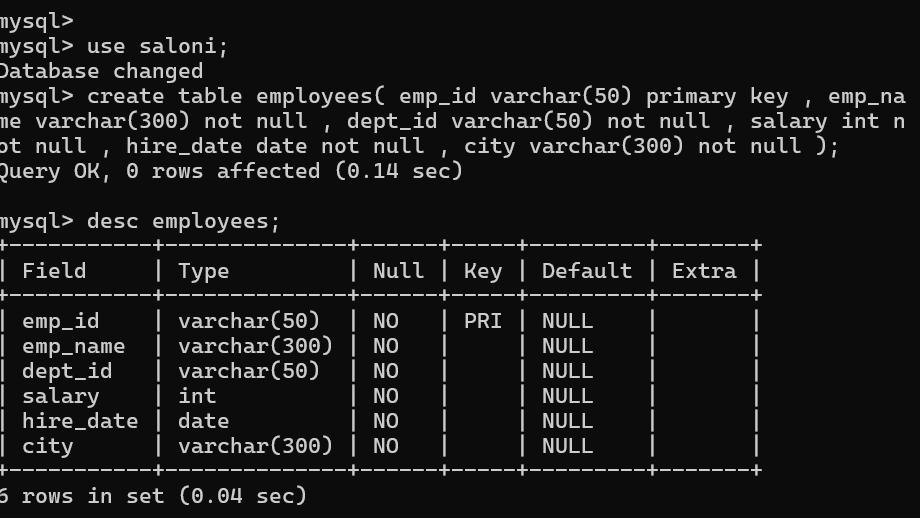 mysql>
mysql> use saloni;
Database changed
mysql> create table employees( emp_id varchar(50) primary key , emp_na
me varchar(300) not null , dept_id varchar(50) not null , salary int n
ot null , hire_date date not null , city varchar(300) not null );
Query OK, 0 rows affected (0.14 sec)
mysql> desc employees;
+-----------+--------------+------+-----+---------+-------+
| Field     | Type         | Null | Key | Default | Extra |
+-----------+--------------+------+-----+---------+-------+
| emp_id    | varchar(50)  | NO   | PRI | NULL    |       |
| emp_name  | varchar(300) | NO   |     | NULL    |       |
| dept_id   | varchar(50)  | NO   |     | NULL    |       |
| salary    | int          | NO   |     | NULL    |       |
| hire_date | date         | NO   |     | NULL    |       |
| city      | varchar(300) | NO   |     | NULL    |       |
+-----------+--------------+------+-----+---------+-------+
6 rows in set (0.04 sec)